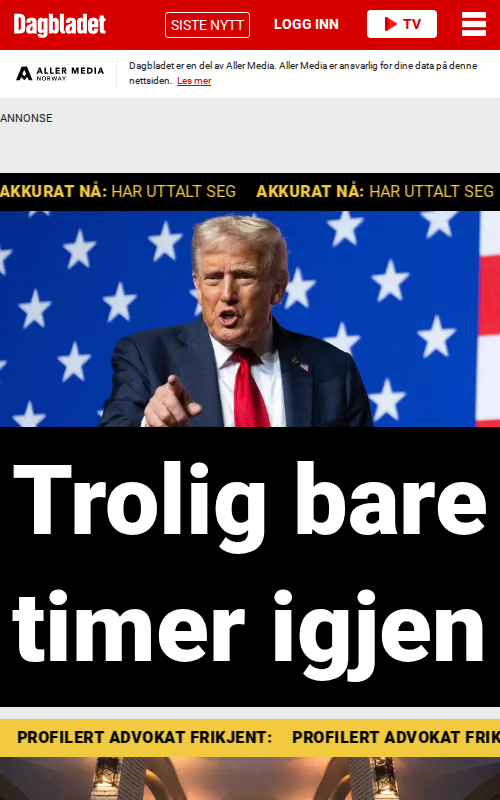 Dagbladet
SISTE NYTT
LOGG INN
TV
ALLER MEDIA
NORWAY
Dagbladet er en del av Aller Media. Aller Media er ansvarlig for dine data på denne
nettsiden. Les mer
ANNONSE
AKKURAT NÅ: HAR UTTALT SEG AKKURAT NÅ: HAR UTTALT SEG
Trolig bare
timer igjen
PROFILERT ADVOKAT FRIKJENT: PROFILERT ADVOKAT FRIK